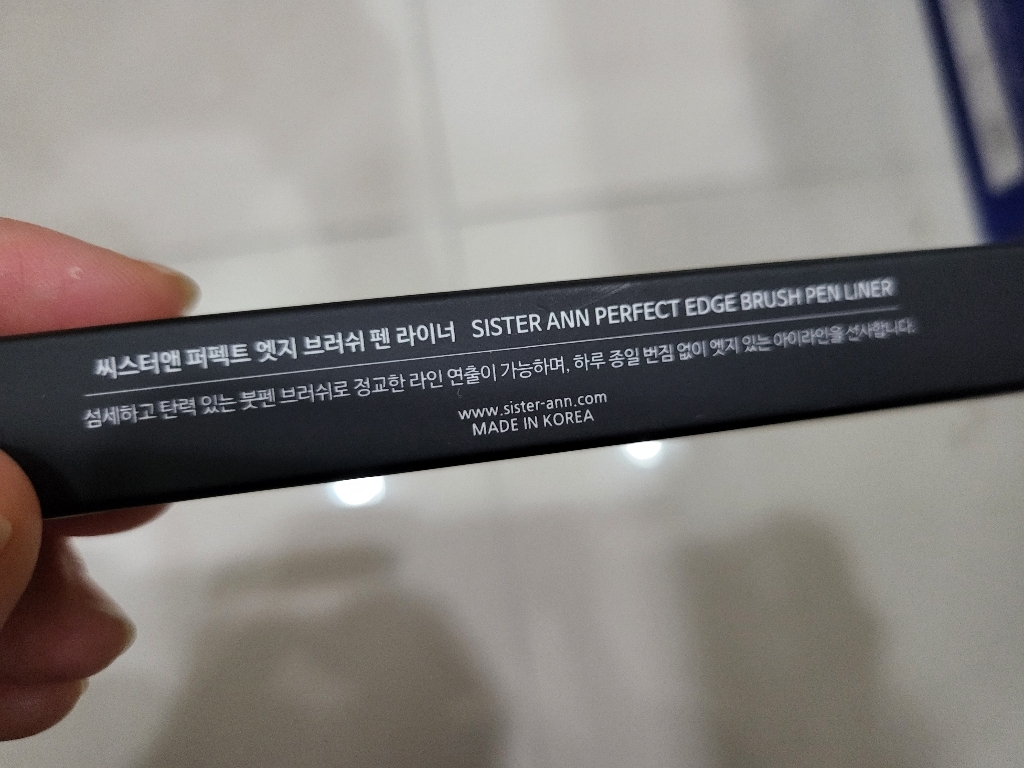 씨스터앤 퍼펙트 엣지 브러쉬 펜 라이너 SISTER ANN PERFECT EDGE BRUSH PEN LINER
섬세하고 탄력 있는 붓펜 브러쉬로 정교한 라인 연출이 가능하며, 하루 종일 번짐 없이 엣지 있는 아이라인을 선사합니다.
www.sister-ann.com
MADE IN KOREA